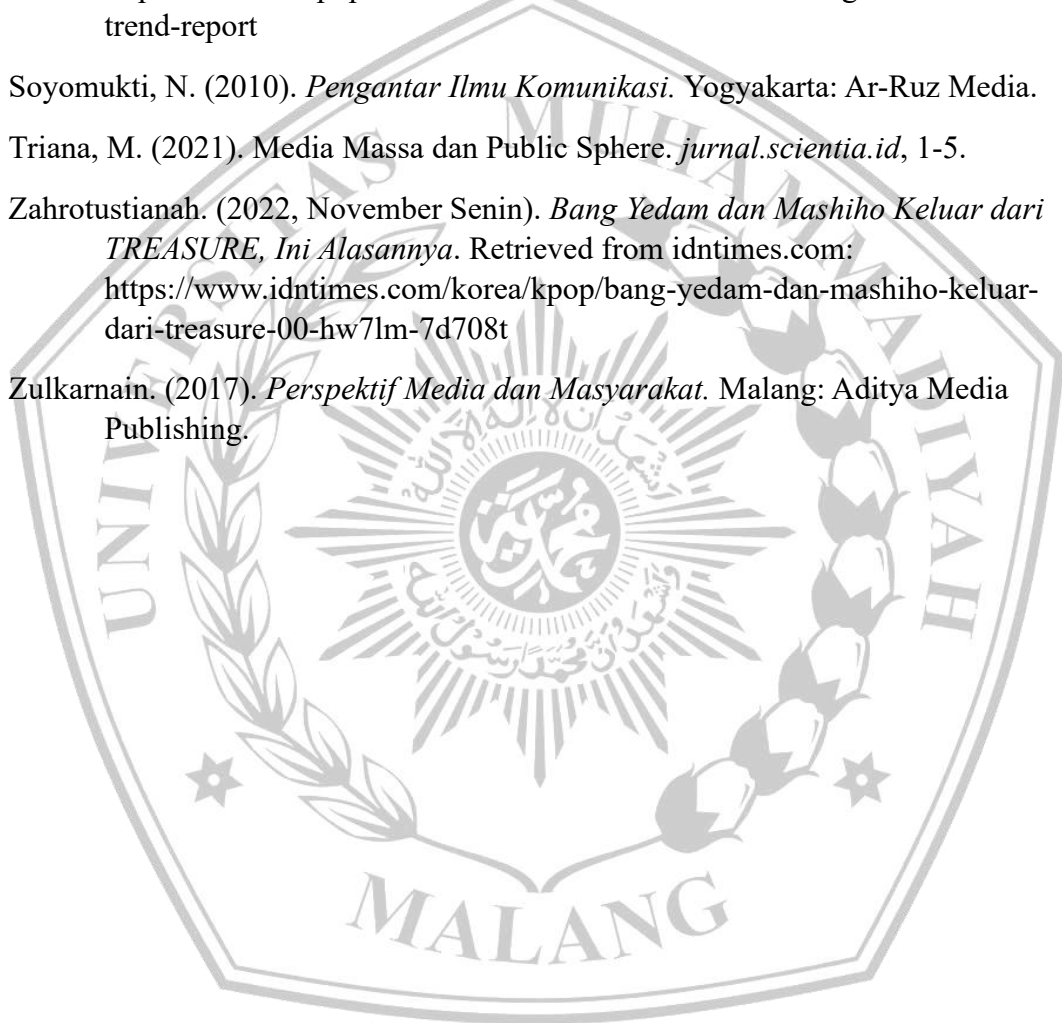 trend-report
Soyomukti, N. (2010). Pengantar Ilmu Komunikasi. Yogyakarta: Ar-Ruz Media.
Triana, M. (2021). Media Massa dan Public Sphere. jurnal.scientia.id, 1-5.
Zahrotustianah. (2022, November Senin). Bang Yedam dan Mashiho Keluar dari
TREASURE, Ini Alasannya. Retrieved from idntimes.com:
https://www.idntimes.com/korea/kpop/bang-yedam-dan-mashiho-keluar-
dari-treasure-00-hw7lm-7d708t
Zulkarnain. (2017). Perspektif Media dan Masyarakat. Malang: Aditya Media
Publishing.
UNIVERSITAS MUHAMMADIYAH
MALANG